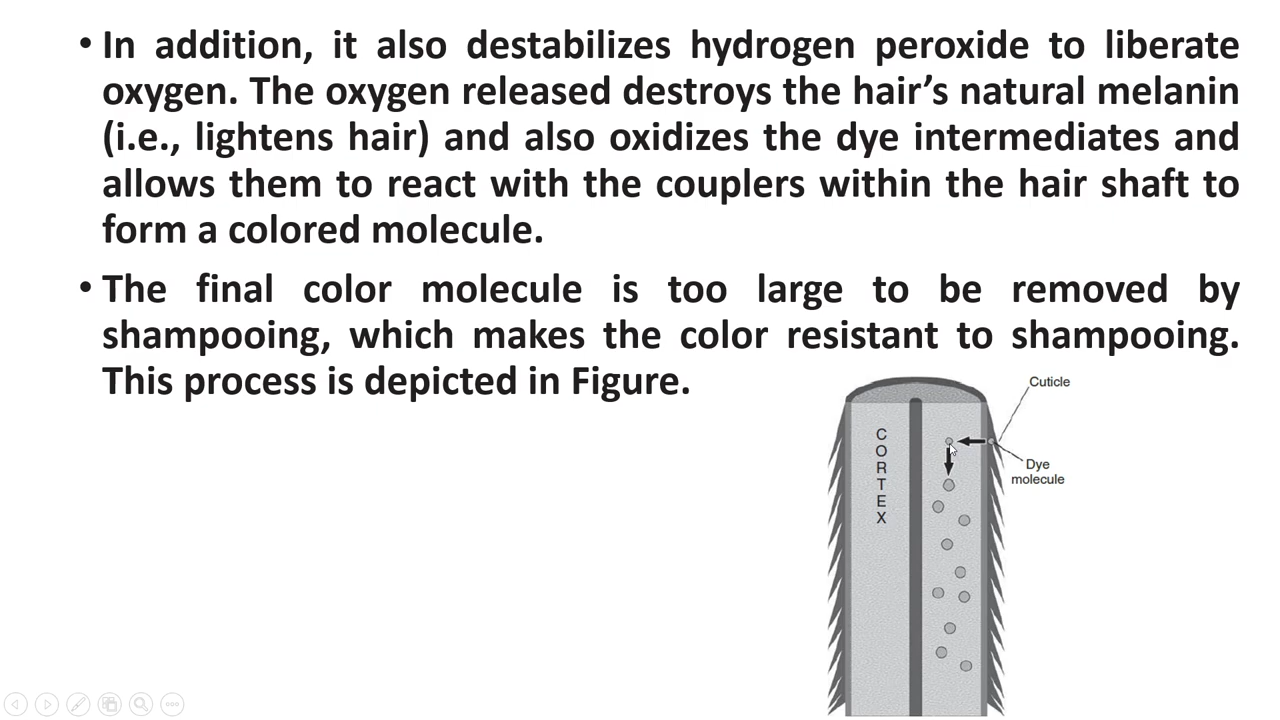 • In addition, it also destabilizes hydrogen peroxide to liberate
oxygen. The oxygen released destroys the hair’s natural melanin
(i.e., lightens hair) and also oxidizes the dye intermediates and
allows them to react with the couplers within the hair shaft to
form a colored molecule.
• The final color molecule is too large to be removed by
shampooing, which makes the color resistant to shampooing.
This process is depicted in Figure.
Cuticle
CORTEX
Dye
molecule